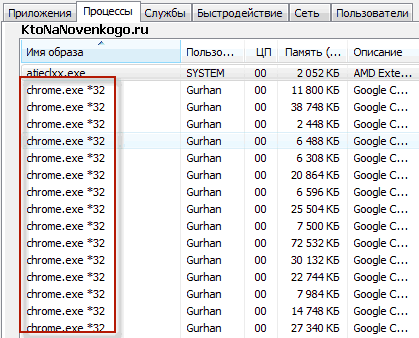 Приложения Процессы Службы Быстродействие Сеть Пользователи
KtoNaNovenkogo.ru
Имя образа Пользо... ЦП Память (... Описание
atiedxx.exe SYSTEM 00 2 052 КБ AMD Exte...
chrome.exe *32 Gurhan 00 11 800 КБ Google C...
chrome.exe *32 Gurhan 00 38 748 КБ Google C...
chrome.exe *32 Gurhan 00 2 448 КБ Google C...
chrome.exe *32 Gurhan 00 6 488 КБ Google C...
chrome.exe *32 Gurhan 00 6 308 КБ Google C...
chrome.exe *32 Gurhan 00 20 864 КБ Google C...
chrome.exe *32 Gurhan 00 6 596 КБ Google C...
chrome.exe *32 Gurhan 00 25 504 КБ Google C...
chrome.exe *32 Gurhan 00 7 500 КБ Google C...
chrome.exe *32 Gurhan 00 72 532 КБ Google C...
chrome.exe *32 Gurhan 00 30 132 КБ Google C...
chrome.exe *32 Gurhan 00 22 744 КБ Google C...
chrome.exe *32 Gurhan 00 7 984 КБ Google C...
chrome.exe *32 Gurhan 00 14 748 КБ Google C...
chrome.exe *32 Gurhan 00 27 340 КБ Google C...